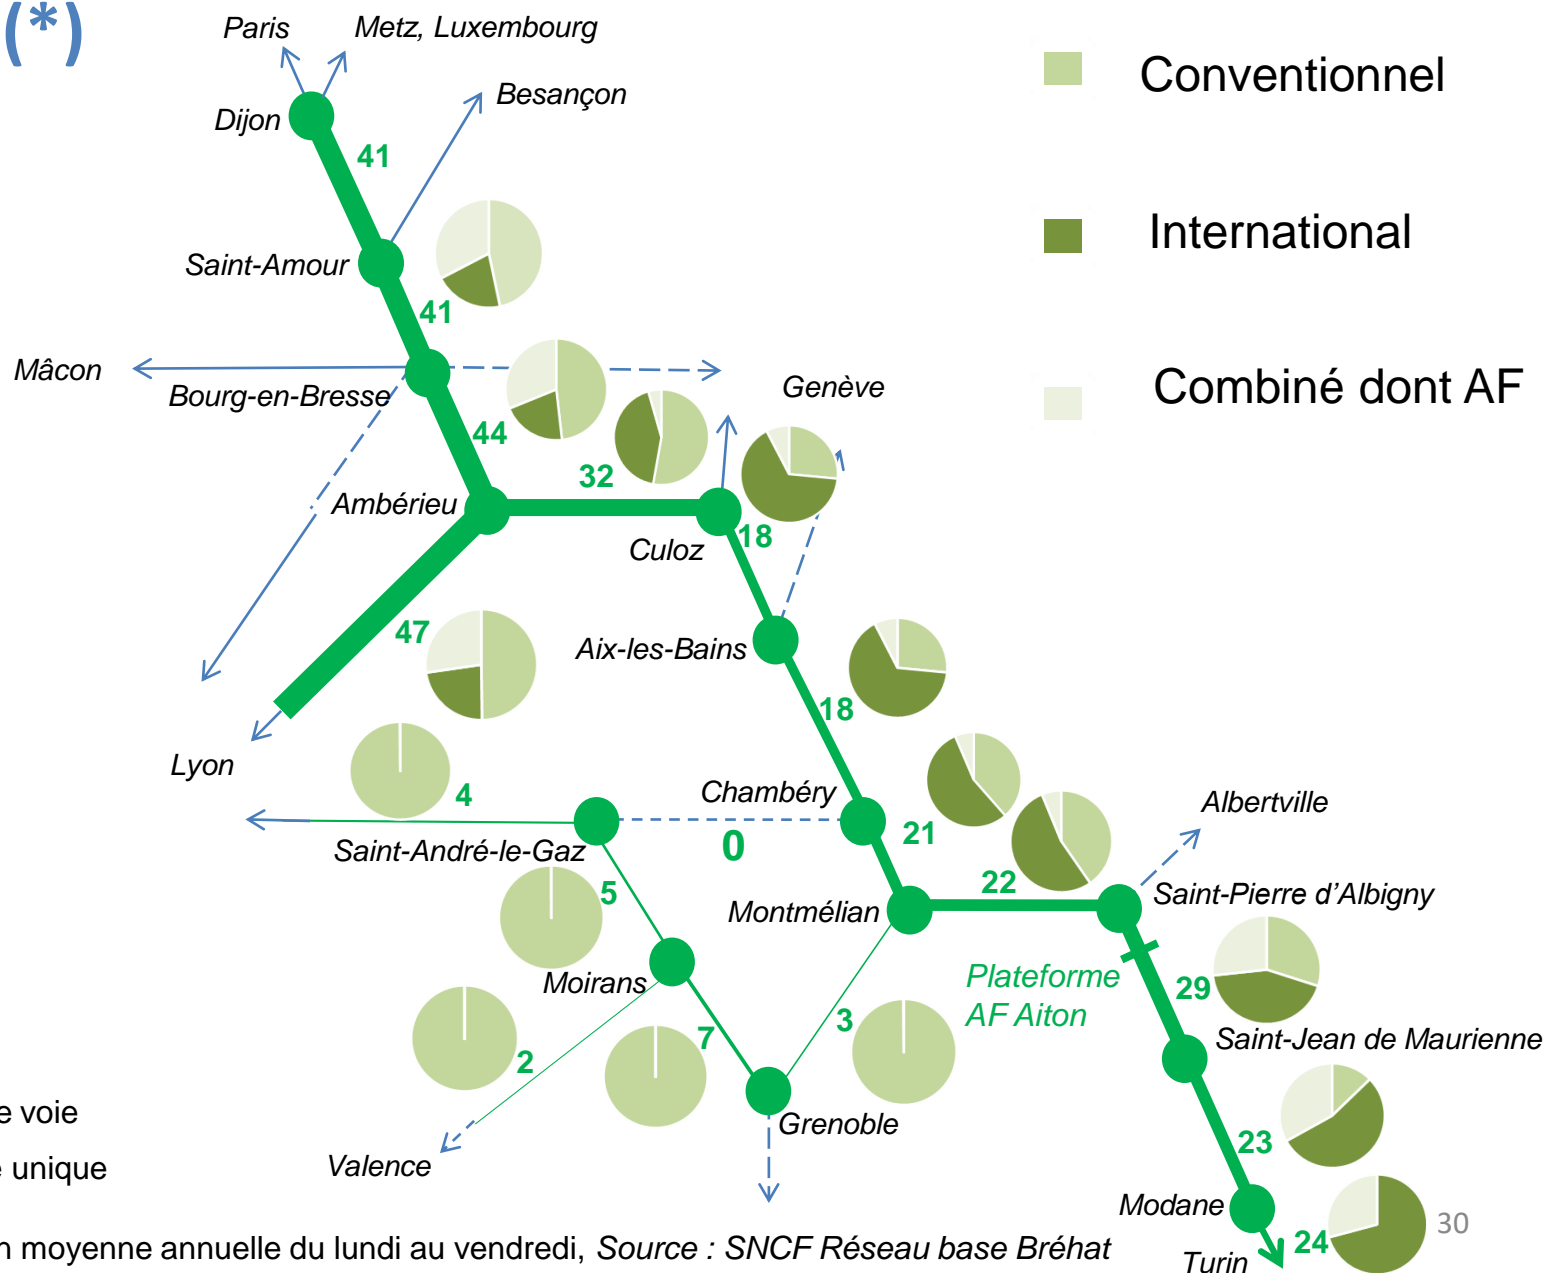 (*)
Paris
Metz, Luxembourg
Besançon
Dijon
41
Saint-Amour
41
Mâcon
Bourg-en-Bresse
44
Genève
32
Ambérieu
18
Culoz
47
Aix-les-Bains
18
Lyon
4
Chambéry
Albertville
0
21
Saint-André-le-Gaz
22
5
Montmélian
Saint-Pierre d’Albigny
Moirans
Plateforme
AF Aiton
29
3
7
2
Saint-Jean de Maurienne
Grenoble
23
Valence
Modane
24
Turin
Conventionnel
International
Combiné dont AF
e voie
e unique
n moyenne annuelle du lundi au vendredi, Source : SNCF Réseau base Bréhat
30